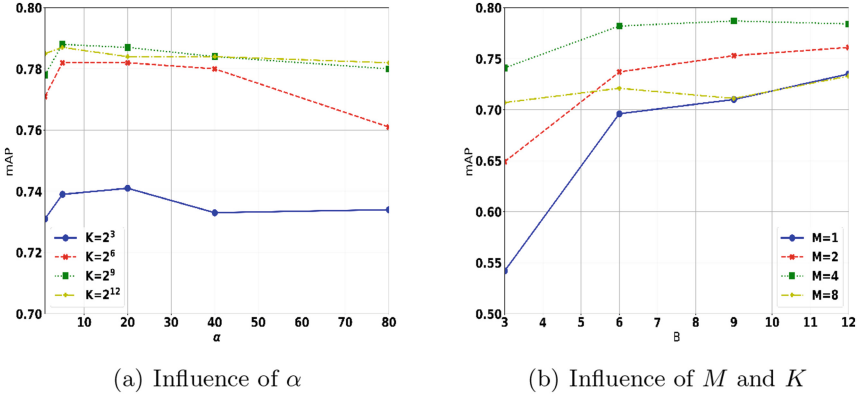 0.80
0.78
0.76
0.74
0.72
0.70
mAP
10 20 30 40 50 60 70 80
α
K=2^3
K=2^6
K=2^9
K=2^12
(a) Influence of α
0.80
0.75
0.70
0.65
0.60
0.55
0.50
mAP
3 4 5 6 7 8 9 10 11 12
B
M=1
M=2
M=4
M=8
(b) Influence of M and K